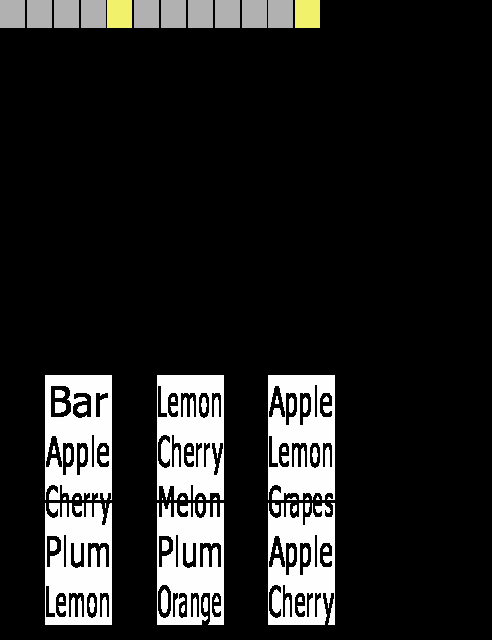 Bar Lemon Apple
Apple Cherry Lemon
Cherry Melon Grapes
Plum Plum Apple
Lemon Orange Cherry